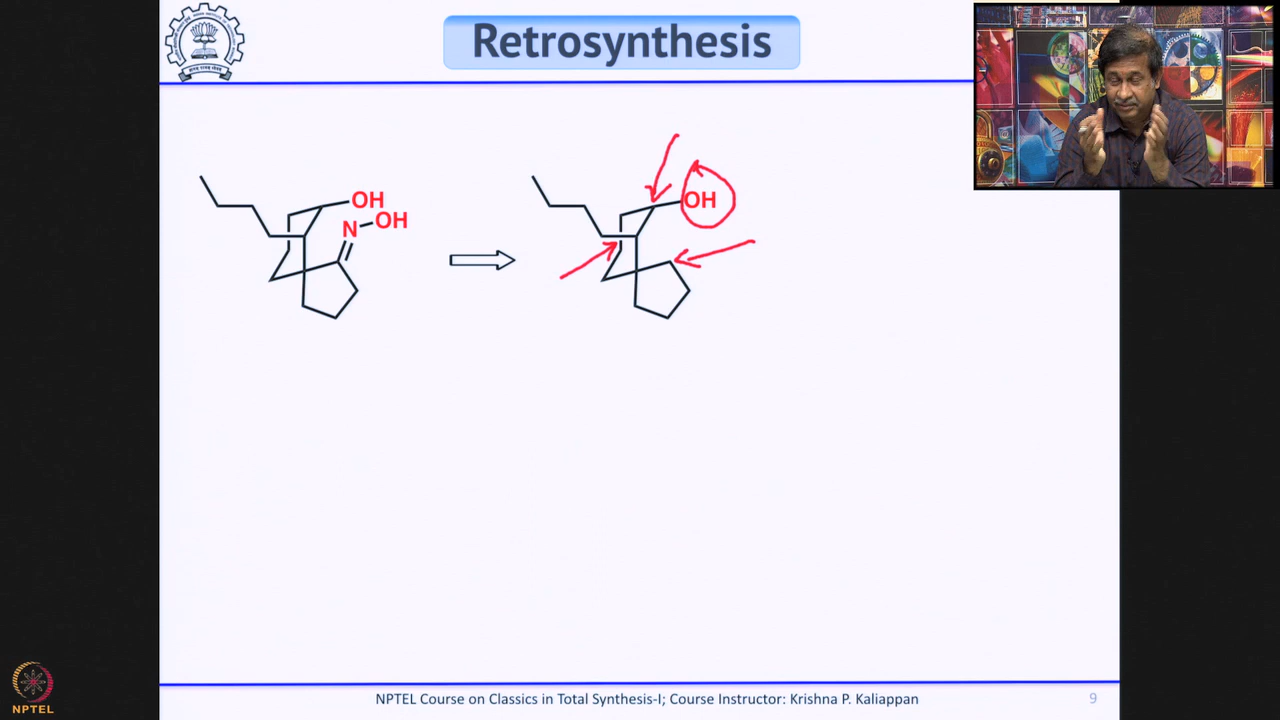 Retrosynthesis
OH
N
OH
OH
NPTEL Course on Classics in Total Synthesis-I; Course Instructor: Krishna P. Kaliappan
9
NPTEL